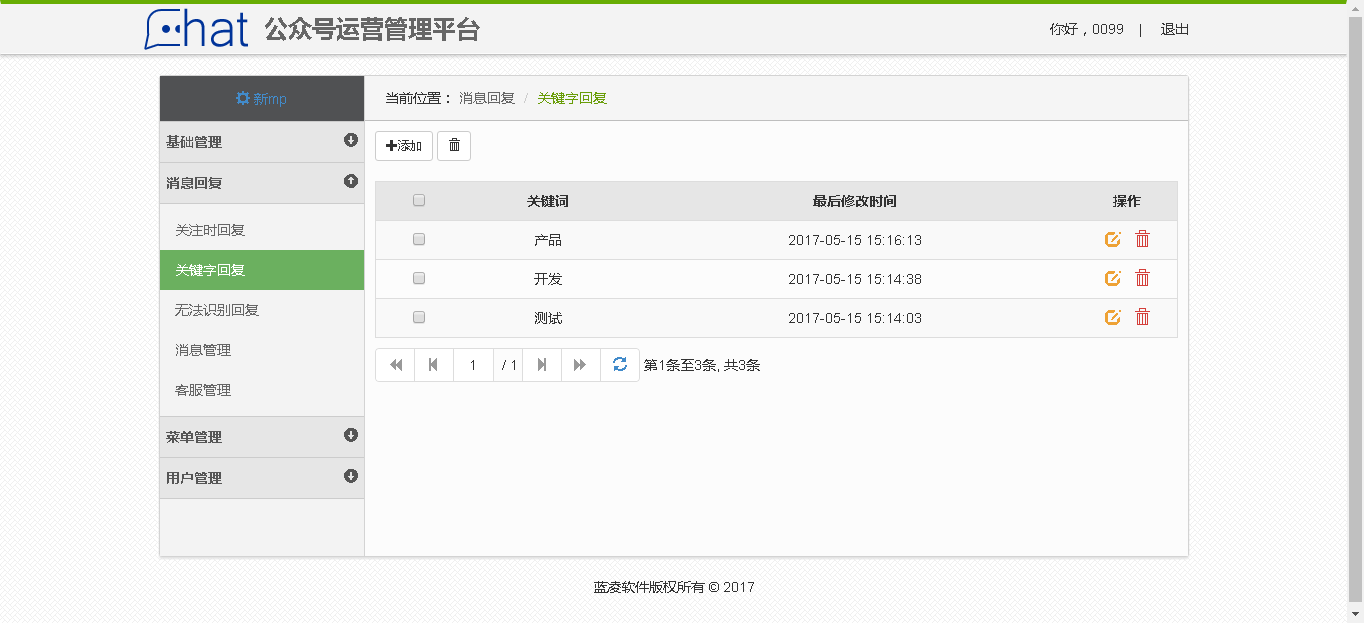 Chat 公众号运营管理平台
你好，0099 | 退出
新mp
当前位置： 消息回复 / 关键字回复
基础管理
消息回复
关注时回复
关键字回复
无法识别回复
消息管理
客服管理
菜单管理
用户管理
添加
关键词 最后修改时间 操作
产品 2017-05-15 15:16:13
开发 2017-05-15 15:14:38
测试 2017-05-15 15:14:03
1 / 1 第1条至3条, 共3条
蓝凌软件版权所有 © 2017